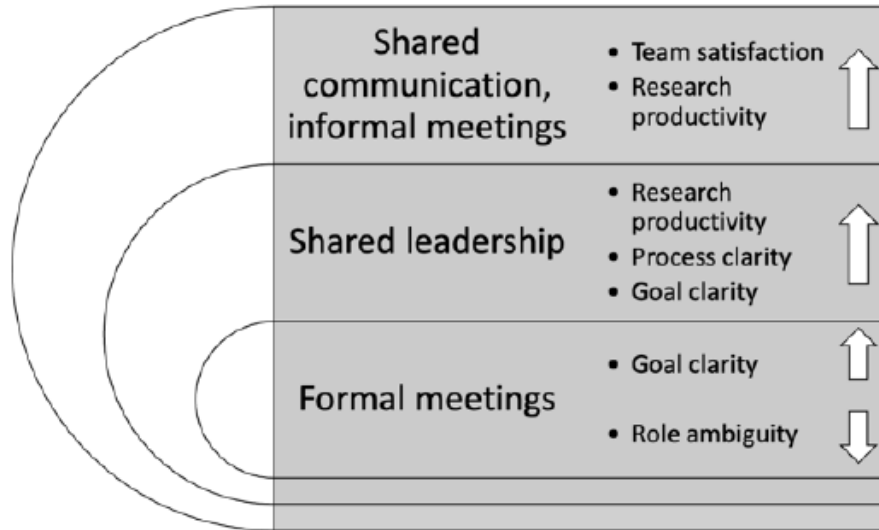 Shared
communication,
informal meetings
• Team satisfaction
• Research
productivity
Shared leadership
• Research
productivity
• Process clarity
• Goal clarity
Formal meetings
• Goal clarity
• Role ambiguity